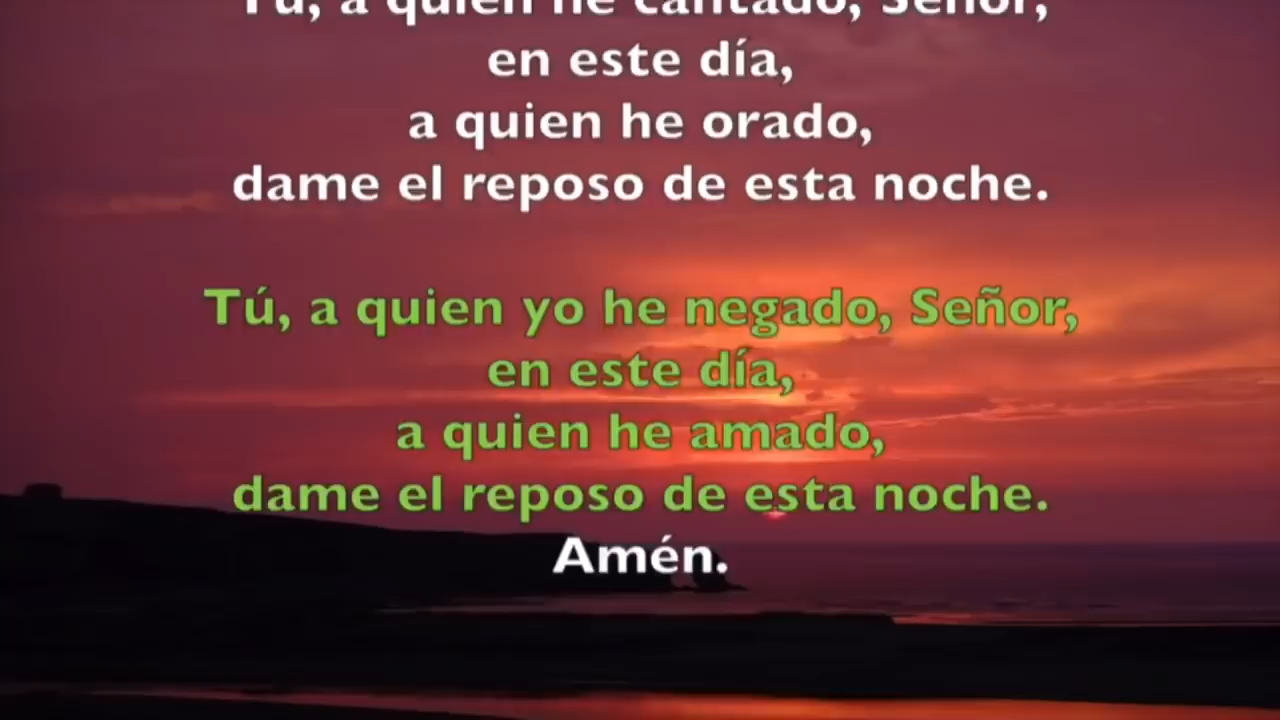 Tú, a quien he cantado, Señor,
en este día,
a quien he orado,
dame el reposo de esta noche.
Tú, a quien yo he negado, Señor,
en este día,
a quien he amado,
dame el reposo de esta noche.
Amén.